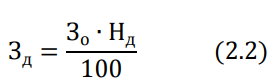 З_д = (З_о · Н_д) / 100 (2.2)